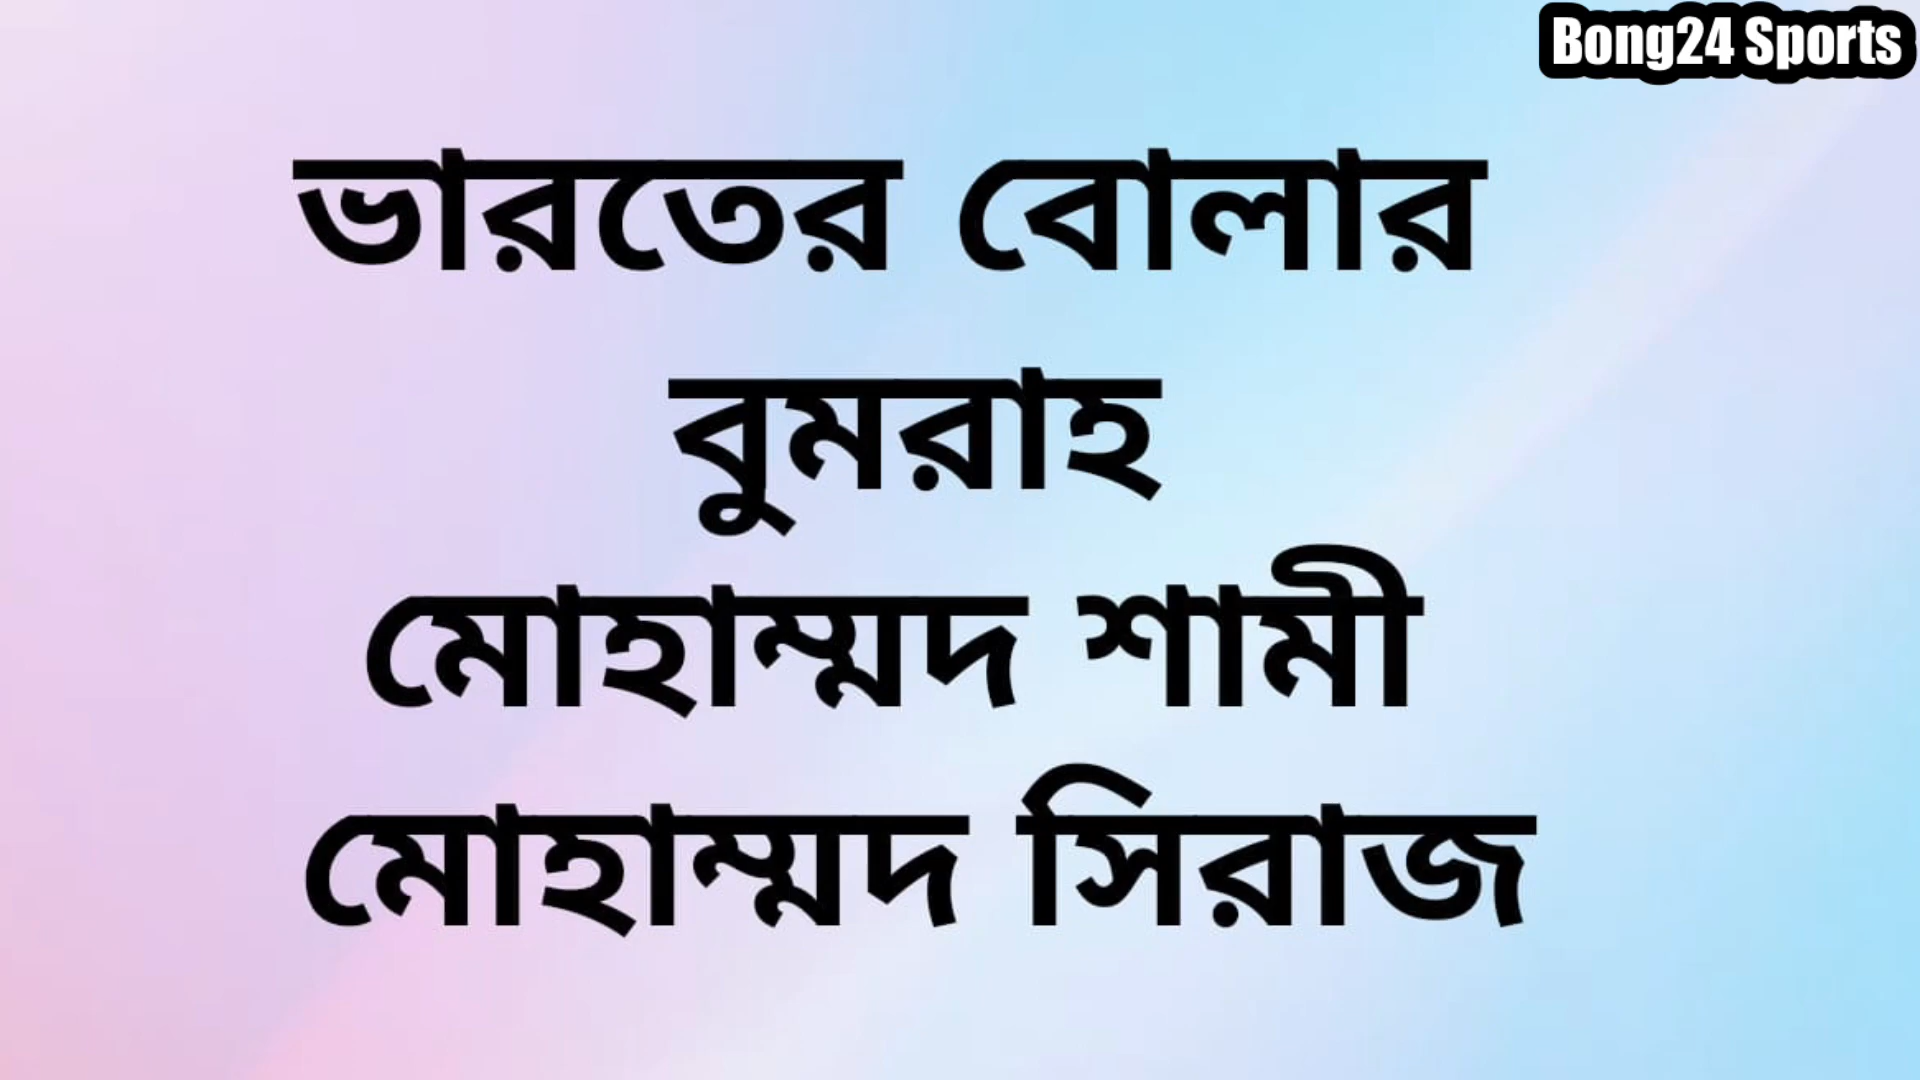 Bong24 Sports
ভারতের বোলার
বুমরাহ
মোহাম্মদ শামী
মোহাম্মদ সিরাজ